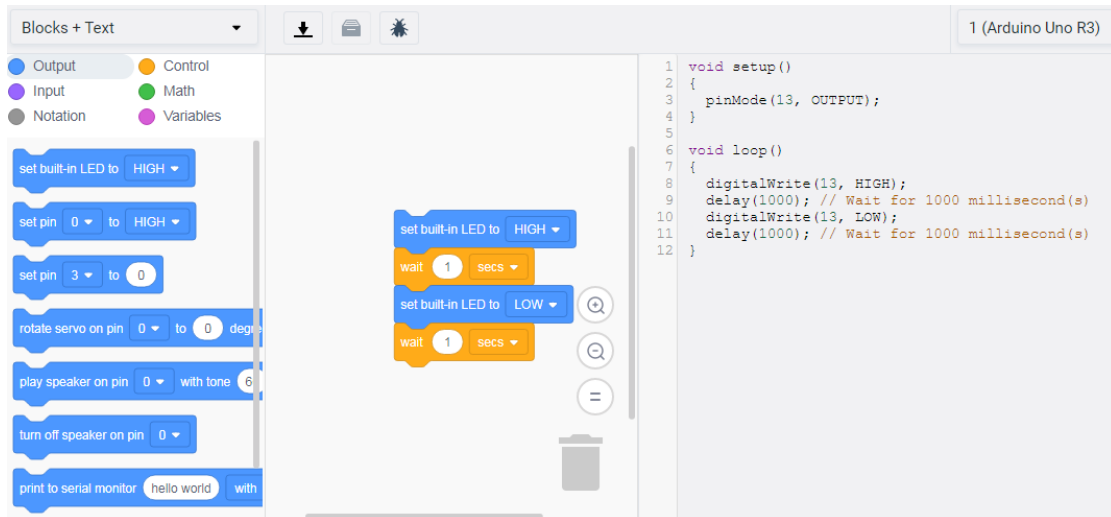 Blocks + Text
1 (Arduino Uno R3)
Output
Control
Input
Math
Notation
Variables
set built-in LED to HIGH
set pin 0 to HIGH
set pin 3 to 0
rotate servo on pin 0 to 0 degre
play speaker on pin 0 with tone 6
turn off speaker on pin 0
print to serial monitor hello world with
set built-in LED to HIGH
wait 1 secs
set built-in LED to LOW
wait 1 secs
=
1 void setup()
2 {
3 pinMode(13, OUTPUT);
4 }
5
6 void loop()
7 {
8 digitalWrite(13, HIGH);
9 delay(1000); // Wait for 1000 millisecond(s)
10 digitalWrite(13, LOW);
11 delay(1000); // Wait for 1000 millisecond(s)
12 }